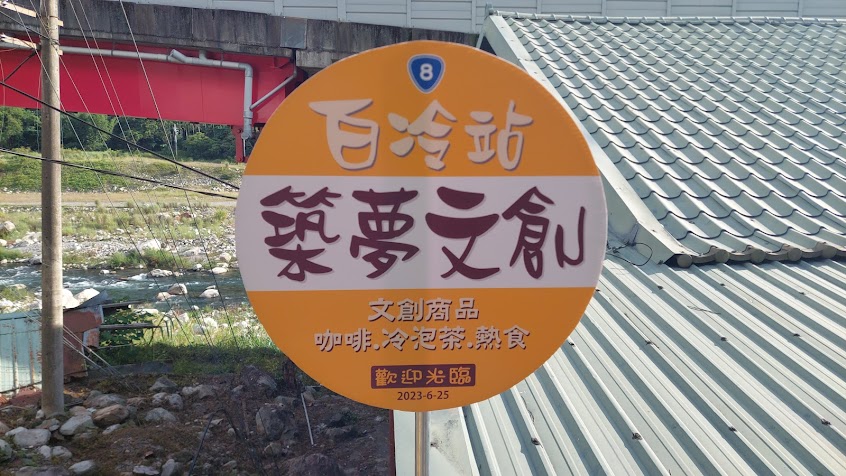 8
百冷站
築夢文創
文創商品
咖啡.冷泡茶.熱食
歡迎光臨
2023-6-25